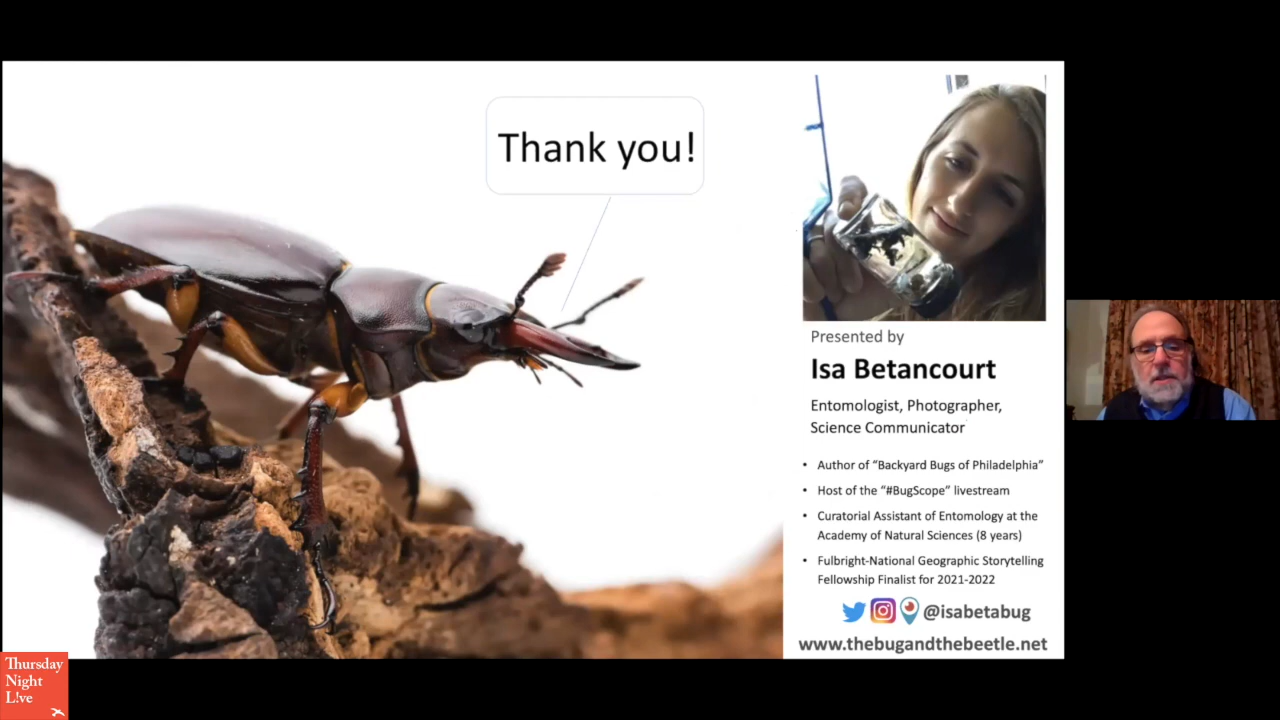 Thank you!
Presented by
Isa Betancourt
Entomologist, Photographer,
Science Communicator
• Author of “Backyard Bugs of Philadelphia”
• Host of the “#BugScope” livestream
• Curatorial Assistant of Entomology at the
Academy of Natural Sciences (8 years)
• Fulbright-National Geographic Storytelling
Fellowship Finalist for 2021-2022
@isabetabug
www.thebugandthebeetle.net
Thursday
Night
L!ve